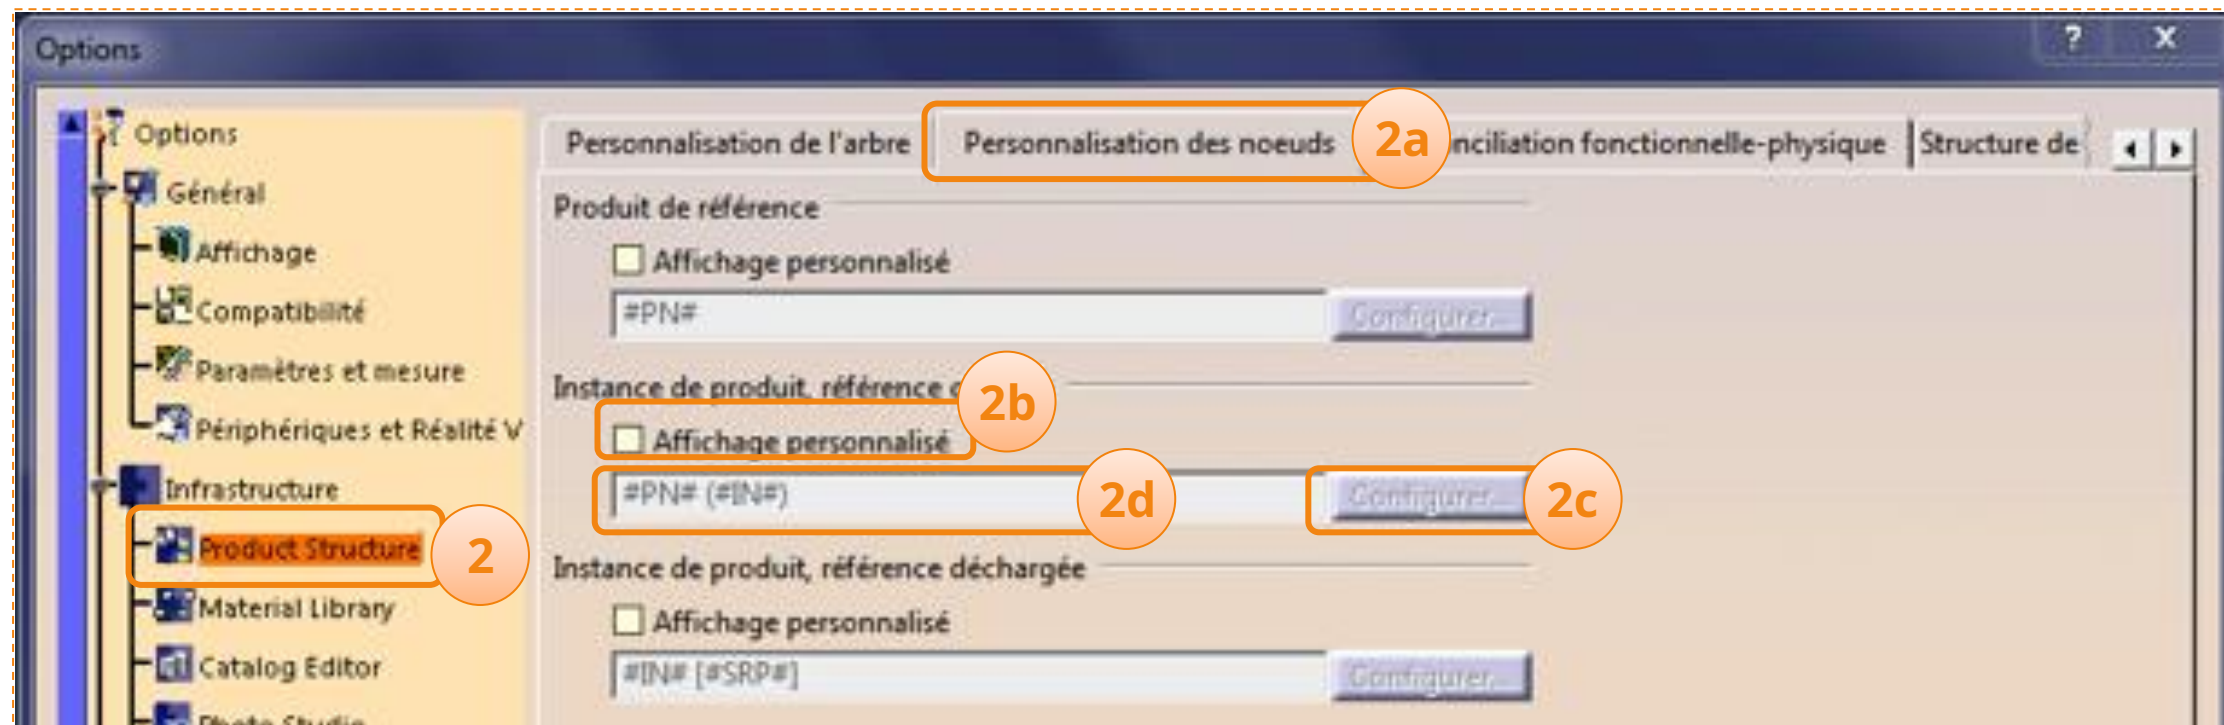 Options
? X
Options
Général
Affichage
Compatibilité
Paramètres et mesure
Périphériques et Réalité V
Infrastructure
Product Structure
2
Material Library
Catalog Editor
Photo Studio
Personnalisation de l'arbre
Personnalisation des noeuds
2a
nciliation fonctionnelle-physique
Structure de
Produit de référence
Affichage personnalisé
#PN#
Configurer...
Instance de produit, référence
2b
Affichage personnalisé
#PN# (#IN#)
2d
Configurer...
2c
Instance de produit, référence déchargée
Affichage personnalisé
#IN# [#SRP#]
Configurer...